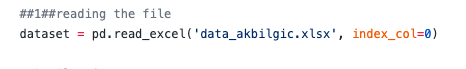 ##1##reading the file
dataset = pd.read_excel('data_akbilgic.xlsx', index_col=0)